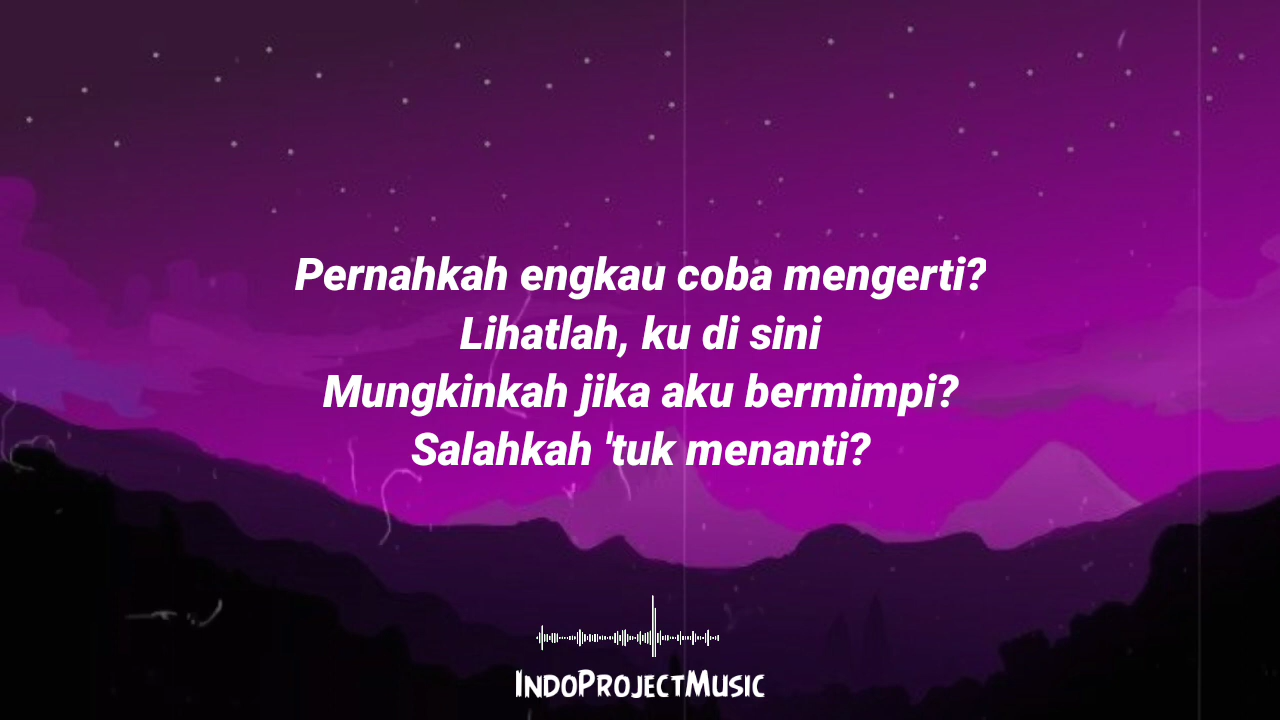 Pernahkah engkau coba mengerti?
Lihatlah, ku di sini
Mungkinkah jika aku bermimpi?
Salahkah 'tuk menanti?
IndoProjectMusic